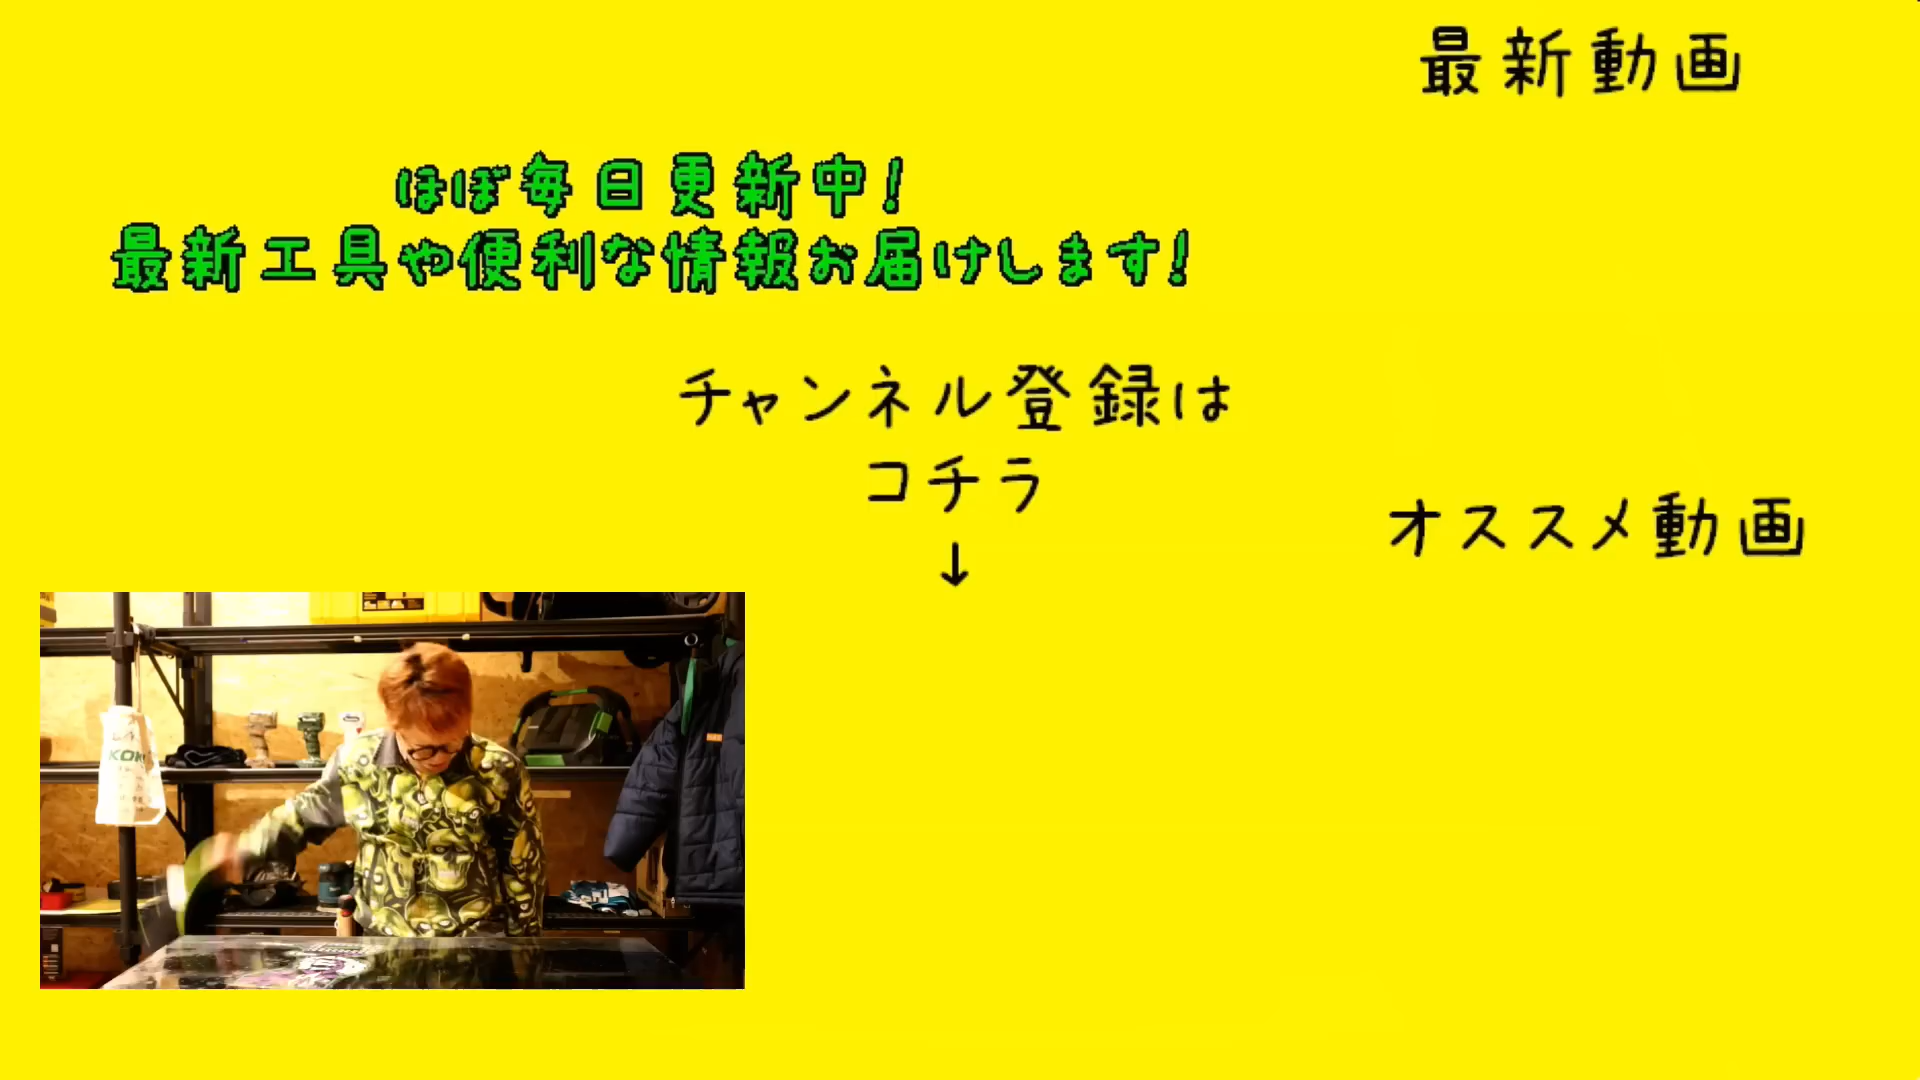 最新動画
ほぼ毎日更新中！
最新工具や便利な情報お届けします！
チャンネル登録は
コチラ
↓
オススメ動画